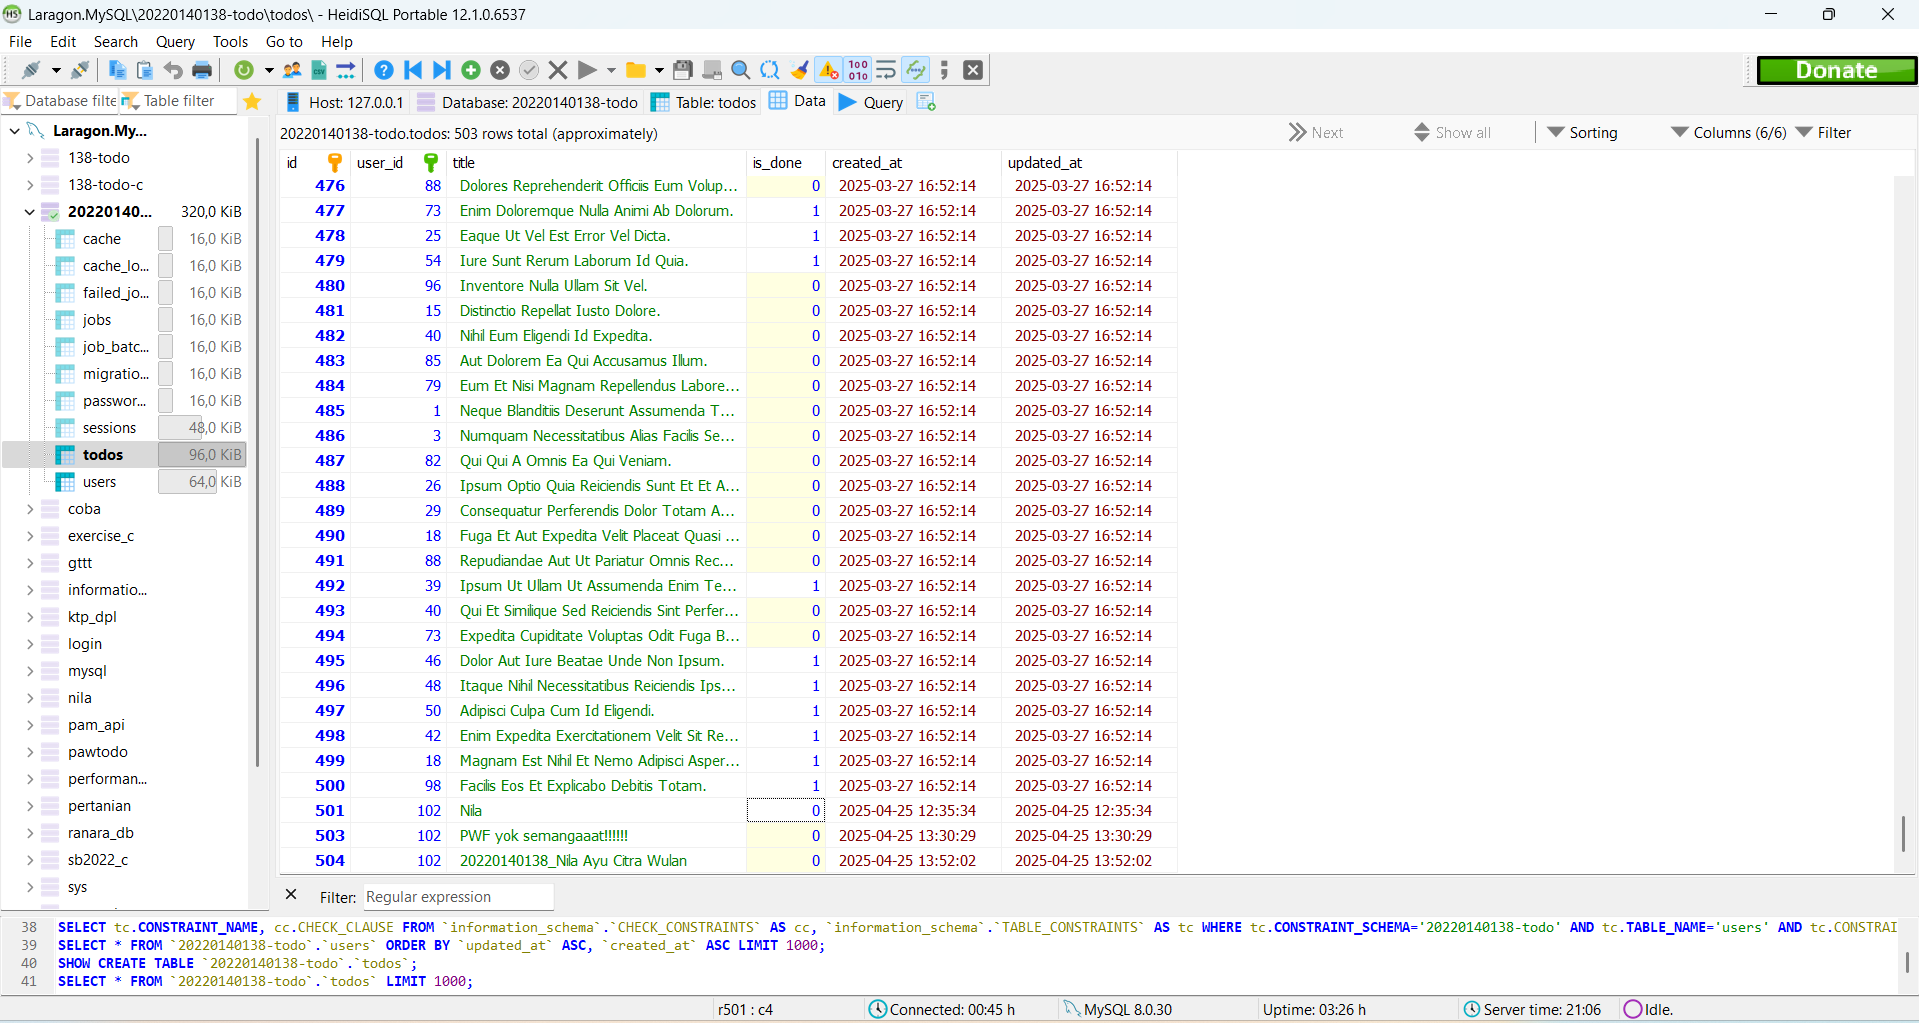 Laragon.MySQL\20220140138-todo\todos\ - HeidiSQL Portable 12.1.0.6537
File Edit Search Query Tools Go to Help
Donate
Database filte Table filter Host: 127.0.0.1 Database: 20220140138-todo Table: todos Data Query
20220140138-todo.todos: 503 rows total (approximately) Next Show all Sorting Columns (6/6) Filter
Laragon.My...
138-todo
138-todo-c
20220140... 320,0 KiB
cache 16,0 KiB
cache_lo... 16,0 KiB
failed_jo... 16,0 KiB
jobs 16,0 KiB
job_batc... 16,0 KiB
migratio... 16,0 KiB
passwor... 16,0 KiB
sessions 48,0 KiB
todos 96,0 KiB
users 64,0 KiB
coba
exercise_c
gttt
informatio...
ktp_dpl
login
mysql
nila
pam_api
pawtodo
performan...
pertanian
ranara_db
sb2022_c
sys
id user_id title is_done created_at updated_at
476 88 Dolores Reprehenderit Officiis Eum Volup... 0 2025-03-27 16:52:14 2025-03-27 16:52:14
477 73 Enim Doloremque Nulla Animi Ab Dolorum. 1 2025-03-27 16:52:14 2025-03-27 16:52:14
478 25 Eaque Ut Vel Est Error Vel Dicta. 1 2025-03-27 16:52:14 2025-03-27 16:52:14
479 54 Iure Sunt Rerum Laborum Id Quia. 1 2025-03-27 16:52:14 2025-03-27 16:52:14
480 96 Inventore Nulla Ullam Sit Vel. 0 2025-03-27 16:52:14 2025-03-27 16:52:14
481 15 Distinctio Repellat Iusto Dolore. 0 2025-03-27 16:52:14 2025-03-27 16:52:14
482 40 Nihil Eum Eligendi Id Expedita. 0 2025-03-27 16:52:14 2025-03-27 16:52:14
483 85 Aut Dolorem Ea Qui Accusamus Illum. 0 2025-03-27 16:52:14 2025-03-27 16:52:14
484 79 Eum Et Nisi Magnam Repellendus Labore... 0 2025-03-27 16:52:14 2025-03-27 16:52:14
485 1 Neque Blanditiis Deserunt Assumenda T... 0 2025-03-27 16:52:14 2025-03-27 16:52:14
486 3 Numquam Necessitatibus Alias Facilis Se... 0 2025-03-27 16:52:14 2025-03-27 16:52:14
487 82 Qui Qui A Omnis Ea Qui Veniam. 0 2025-03-27 16:52:14 2025-03-27 16:52:14
488 26 Ipsum Optio Quia Reiciendis Sunt Et Et A... 0 2025-03-27 16:52:14 2025-03-27 16:52:14
489 29 Consequatur Perferendis Dolor Totam A... 0 2025-03-27 16:52:14 2025-03-27 16:52:14
490 18 Fuga Et Aut Expedita Velit Placeat Quasi ... 0 2025-03-27 16:52:14 2025-03-27 16:52:14
491 88 Repudiandae Aut Ut Pariatur Omnis Rec... 0 2025-03-27 16:52:14 2025-03-27 16:52:14
492 39 Ipsum Ut Ullam Ut Assumenda Enim Te... 1 2025-03-27 16:52:14 2025-03-27 16:52:14
493 40 Qui Et Similique Sed Reiciendis Sint Perfer... 0 2025-03-27 16:52:14 2025-03-27 16:52:14
494 73 Expedita Cupiditate Voluptas Odit Fuga B... 0 2025-03-27 16:52:14 2025-03-27 16:52:14
495 46 Dolor Aut Iure Beatae Unde Non Ipsum. 1 2025-03-27 16:52:14 2025-03-27 16:52:14
496 48 Itaque Nihil Necessitatibus Reiciendis Ips... 1 2025-03-27 16:52:14 2025-03-27 16:52:14
497 50 Adipisci Culpa Cum Id Eligendi. 1 2025-03-27 16:52:14 2025-03-27 16:52:14
498 42 Enim Expedita Exercitationem Velit Sit Re... 1 2025-03-27 16:52:14 2025-03-27 16:52:14
499 18 Magnam Est Nihil Et Nemo Adipisci Asper... 1 2025-03-27 16:52:14 2025-03-27 16:52:14
500 98 Facilis Eos Et Explicabo Debitis Totam. 1 2025-03-27 16:52:14 2025-03-27 16:52:14
501 102 Nila 0 2025-04-25 12:35:34 2025-04-25 12:35:34
503 102 PWF yok semangaaat!!!!!! 0 2025-04-25 13:30:29 2025-04-25 13:30:29
504 102 20220140138_Nila Ayu Citra Wulan 0 2025-04-25 13:52:02 2025-04-25 13:52:02
Filter: Regular expression
38 SELECT tc.CONSTRAINT_NAME, cc.CHECK_CLAUSE FROM `information_schema`.`CHECK_CONSTRAINTS` AS cc, `information_schema`.`TABLE_CONSTRAINTS` AS tc WHERE tc.CONSTRAINT_SCHEMA='20220140138-todo' AND tc.TABLE_NAME='users' AND tc.CONSTRAI
39 SELECT * FROM `20220140138-todo`.`users` ORDER BY `updated_at` ASC, `created_at` ASC LIMIT 1000;
40 SHOW CREATE TABLE `20220140138-todo`.`todos`;
41 SELECT * FROM `20220140138-todo`.`todos` LIMIT 1000;
r501 : c4 Connected: 00:45 h MySQL 8.0.30 Uptime: 03:26 h Server time: 21:06 Idle.